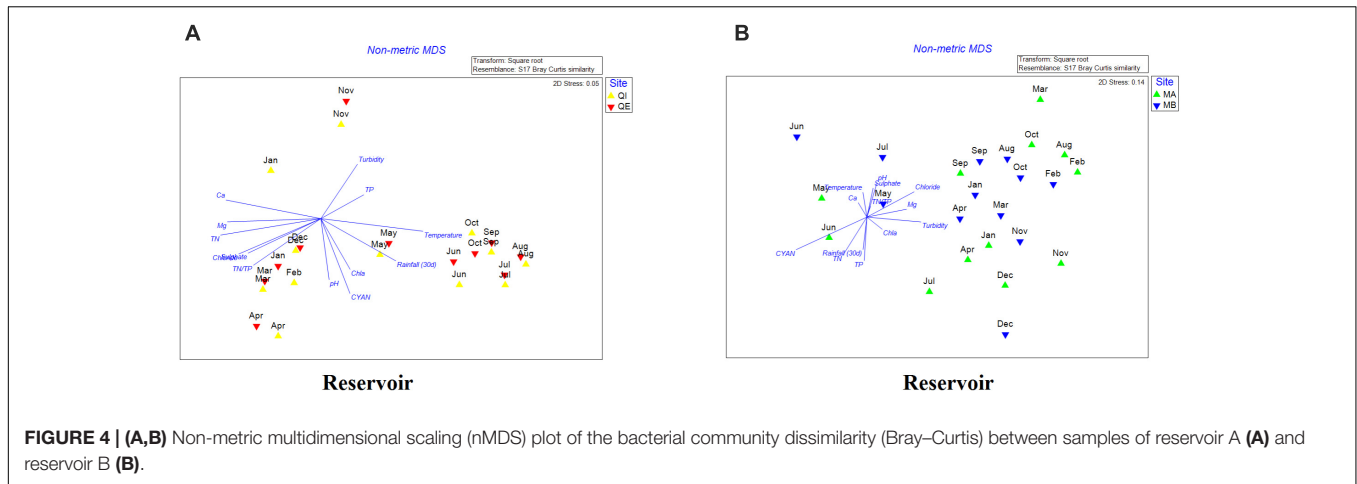 A
Non-metric MDS
Transform: Square root
Resemblance: S17 Bray Curtis similarity
2D Stress: 0.05
Site
QI
QE
Nov
Nov
Jan
Turbidity
TP
Ca
Mg
TN
Temperature
Oct
Sep
Sep
May
May
Oct
Aug
Aug
Dec
Dec
Chloride
Sulphate
TN/TP
Jan
Rainfall (30d)
Jun
Jun
Jul
Jul
Mar
Mar
Feb
Chla
pH
CYAN
Apr
Apr
Reservoir
B
Non-metric MDS
Transform: Square root
Resemblance: S17 Bray Curtis similarity
2D Stress: 0.14
Site
MA
MB
Mar
Jun
Oct
Aug
Jul
Sep
Sep
Aug
Feb
Oct
Feb
pH
Temperature
Sulphate
Chloride
May
May
TN/TP
Ca
Jan
Mg
Apr
Mar
Turbidity
Chla
Jan
Nov
CYAN
Jun
Rainfall (30d)
TN
TP
Apr
Nov
Jul
Dec
Dec
Reservoir
FIGURE 4 | (A,B) Non-metric multidimensional scaling (nMDS) plot of the bacterial community dissimilarity (Bray–Curtis) between samples of reservoir A (A) and
reservoir B (B).